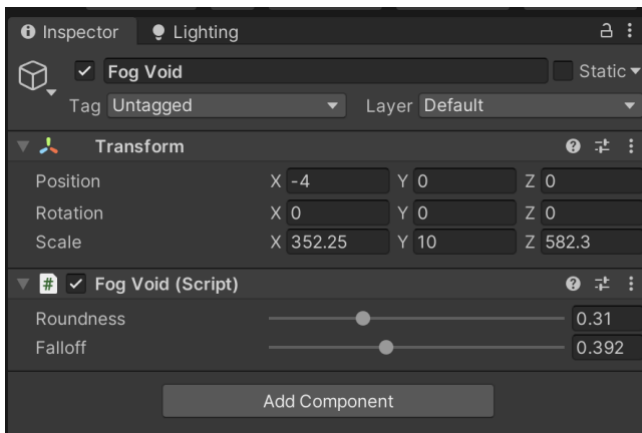 Inspector Lighting
Fog Void Static
Tag Untagged Layer Default
Transform
Position X -4 Y 0 Z 0
Rotation X 0 Y 0 Z 0
Scale X 352.25 Y 10 Z 582.3
# Fog Void (Script)
Roundness 0.31
Falloff 0.392
Add Component